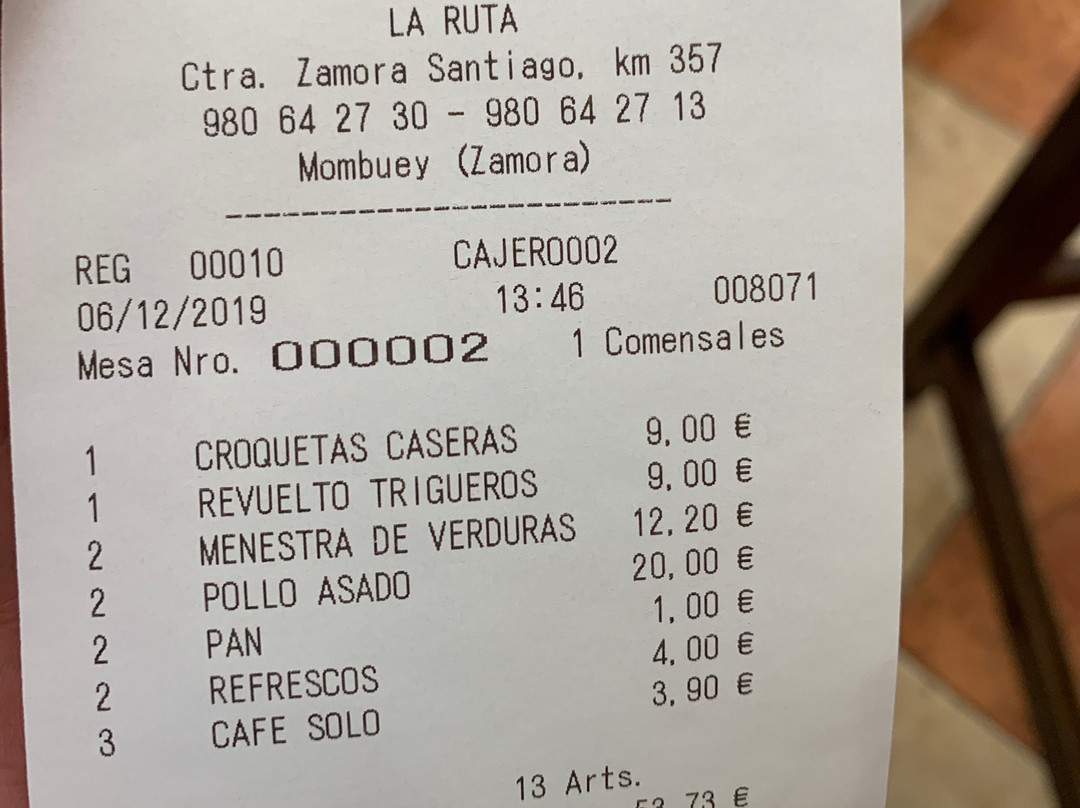 LA RUTA
Ctra. Zamora Santiago, km 357
980 64 27 30 - 980 64 27 13
Mombuey (Zamora)
------------------------
REG 00010 CAJERO002
06/12/2019 13:46 008071
Mesa Nro. 000002 1 Comensales
1 CROQUETAS CASERAS 9,00 €
1 REVUELTO TRIGUEROS 9,00 €
2 MENESTRA DE VERDURAS 12,20 €
2 POLLO ASADO 20,00 €
2 PAN 1,00 €
2 REFRESCOS 4,00 €
3 CAFE SOLO 3,90 €
13 Arts.
73 €